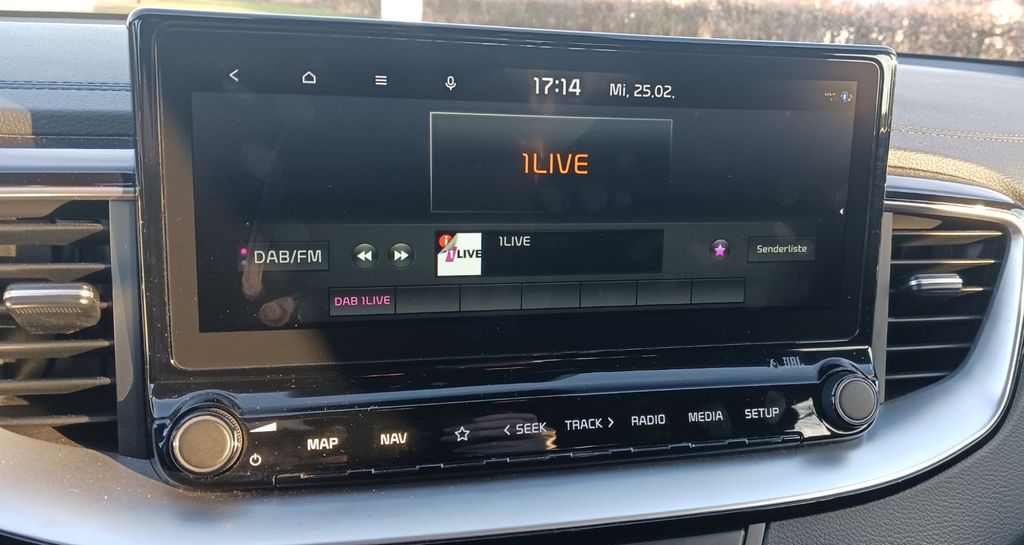 17:14 Mi, 25.02.
1LIVE
DAB/FM
1LIVE
1LIVE
Senderliste
DAB 1LIVE
JBL
MAP NAV < SEEK TRACK > RADIO MEDIA SETUP